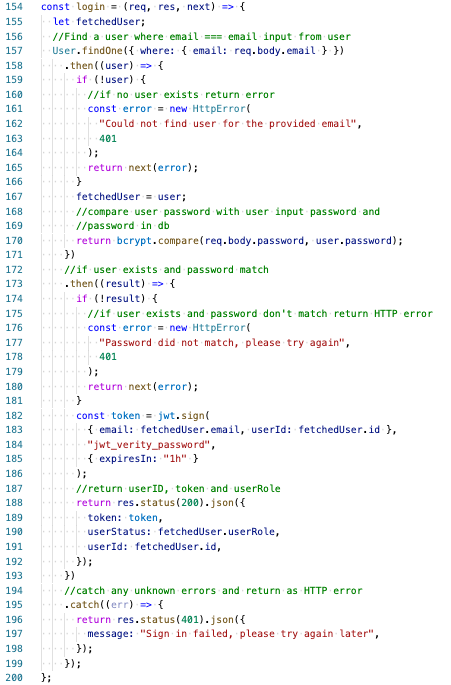 154 const login = (req, res, next) => {
155   let fetchedUser;
156   //Find a user where email === email input from user
157   User.findOne({ where: { email: req.body.email } })
158     .then((user) => {
159       if (!user) {
160         //if no user exists return error
161         const error = new HttpError(
162           "Could not find user for the provided email",
163           401
164         );
165         return next(error);
166       }
167       fetchedUser = user;
168       //compare user password with user input password and
169       //password in db
170       return bcrypt.compare(req.body.password, user.password);
171     })
172     //if user exists and password match
173     .then((result) => {
174       if (!result) {
175         //if user exists and password don't match return HTTP error
176         const error = new HttpError(
177           "Password did not match, please try again",
178           401
179         );
180         return next(error);
181       }
182       const token = jwt.sign(
183         { email: fetchedUser.email, userId: fetchedUser.id },
184         "jwt_verity_password",
185         { expiresIn: "1h" }
186       );
187       //return userID, token and userRole
188       return res.status(200).json({
189         token: token,
190         userStatus: fetchedUser.userRole,
191         userId: fetchedUser.id,
192       });
193     })
194     //catch any unknown errors and return as HTTP error
195     .catch((err) => {
196       return res.status(401).json({
197         message: "Sign in failed, please try again later",
198       });
199     });
200 };